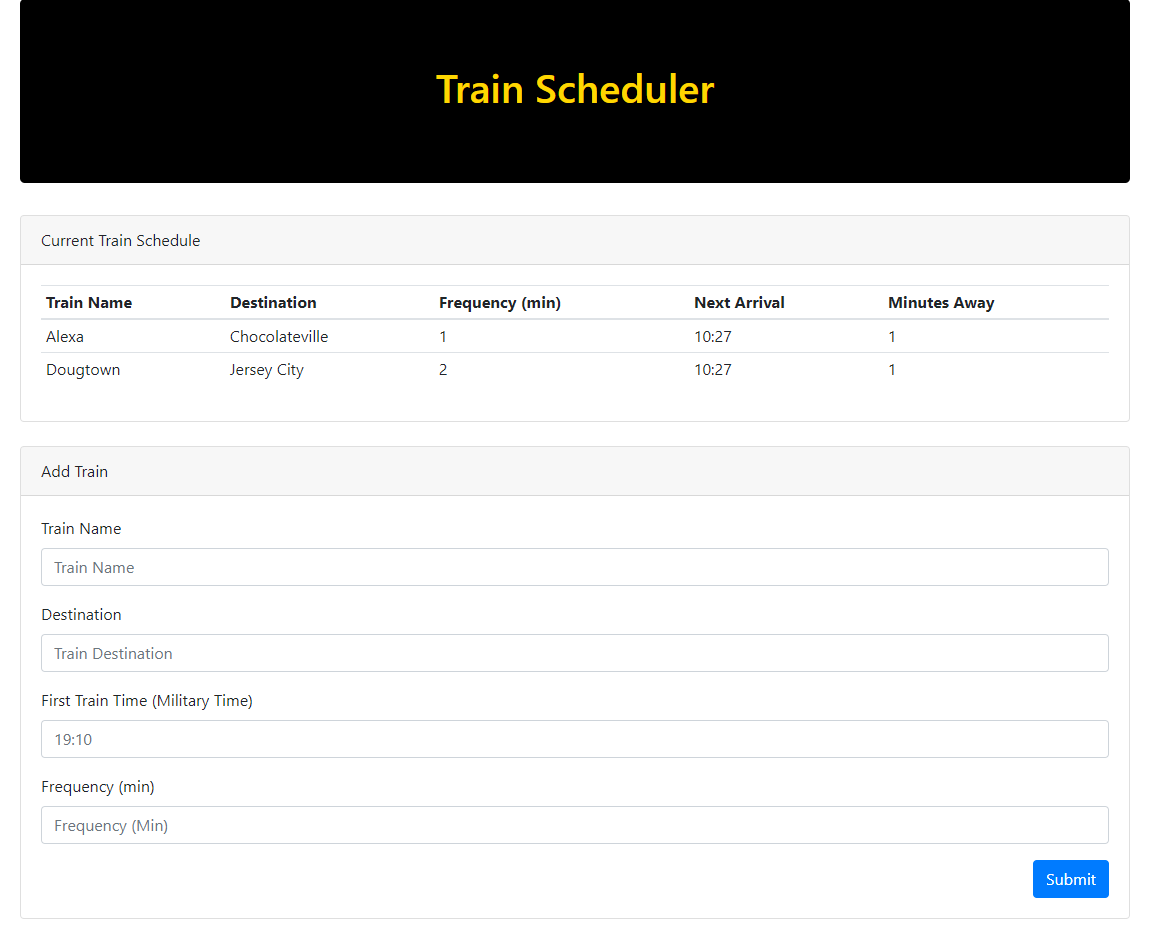 Train Scheduler
Current Train Schedule
Train Name Destination Frequency (min) Next Arrival Minutes Away
Alexa Chocolateville 1 10:27 1
Dougtown Jersey City 2 10:27 1
Add Train
Train Name
Train Name
Destination
Train Destination
First Train Time (Military Time)
19:10
Frequency (min)
Frequency (Min)
Submit